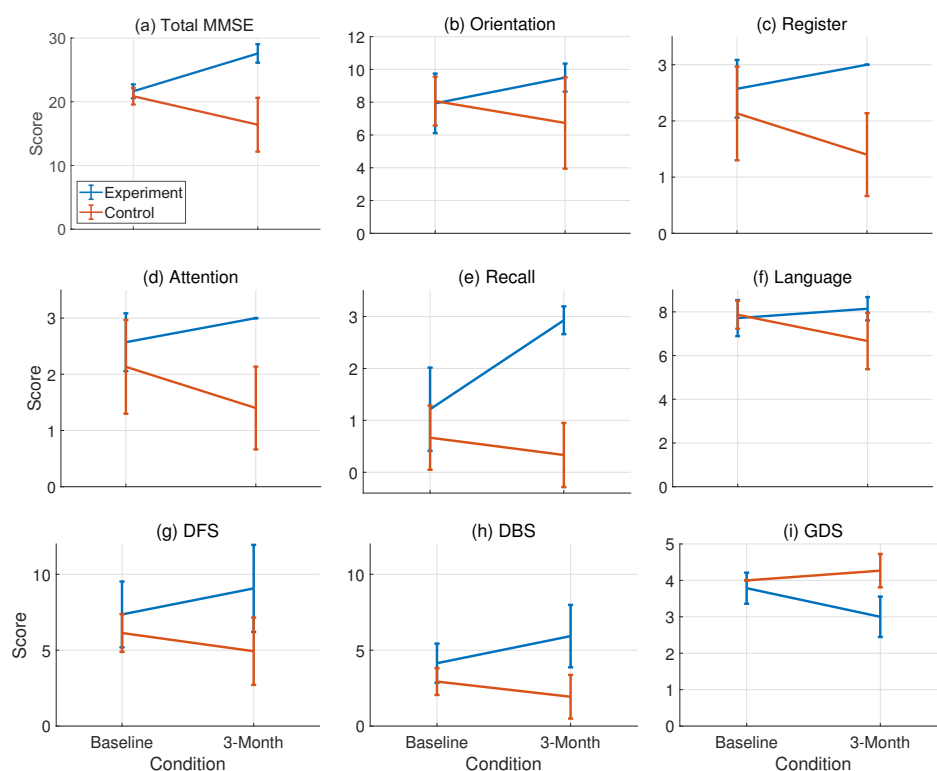 (a) Total MMSE
30
20
10
0
Score
Experiment
Control
(b) Orientation
12
10
8
6
4
2
0
(c) Register
3
2
1
0
(d) Attention
3
2
1
0
Score
(e) Recall
3
2
1
0
(f) Language
8
6
4
2
0
(g) DFS
10
5
0
Score
Baseline 3-Month
Condition
(h) DBS
10
5
0
Baseline 3-Month
Condition
(i) GDS
5
4
3
2
1
0
Baseline 3-Month
Condition